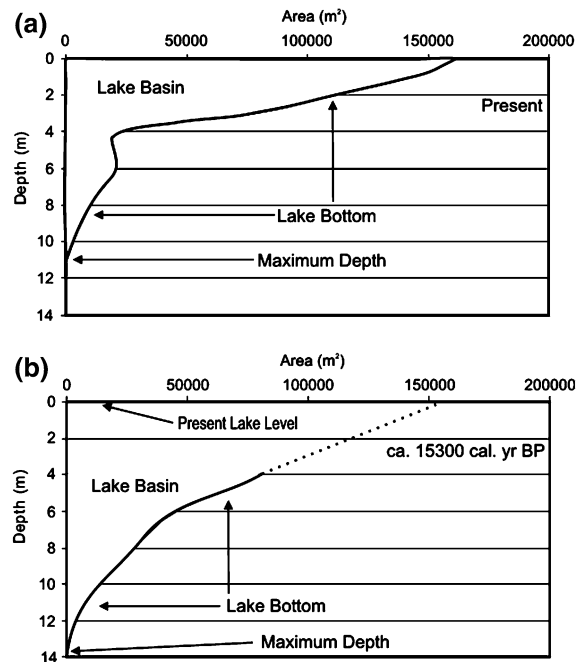 (a)
Area (m²)
0 50000 100000 150000 200000
0
Lake Basin
2
Present
4
Depth (m)
6
8
Lake Bottom
10
Maximum Depth
12
14
(b)
Area (m²)
0 50000 100000 150000 200000
0
Present Lake Level
2
ca. 15300 cal. yr BP
4
Lake Basin
Depth (m)
6
8
10
Lake Bottom
12
Maximum Depth
14